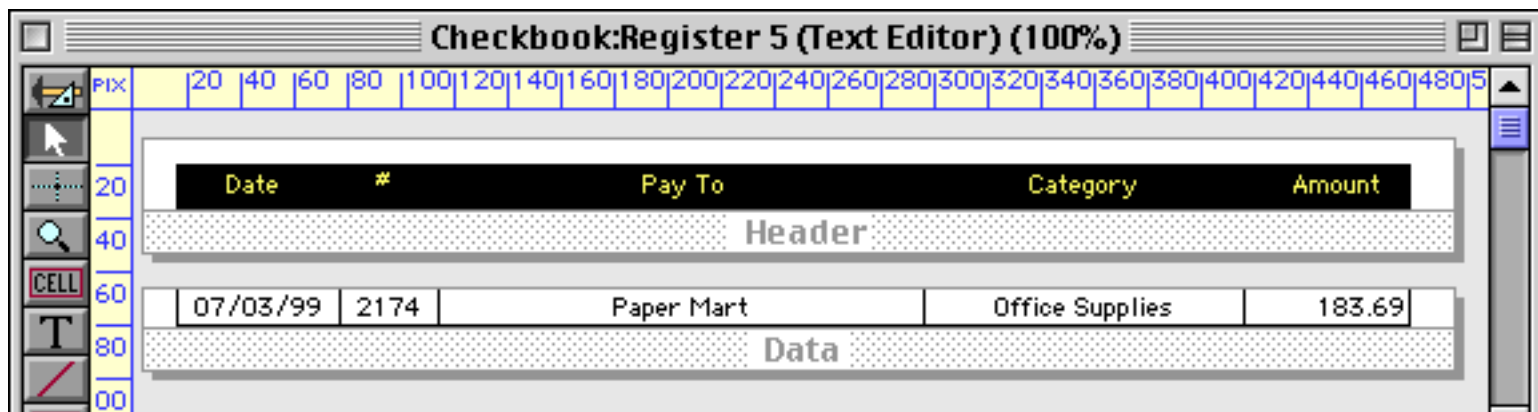 Checkbook:Register 5 (Text Editor) (100%)
PIX 20 40 60 80 100 120 140 160 180 200 220 240 260 280 300 320 340 360 380 400 420 440 460 480 5
20 Date # Pay To Category Amount
40 Header
CELL
60 07/03/99 2174 Paper Mart Office Supplies 183.69
T
80 Data
00